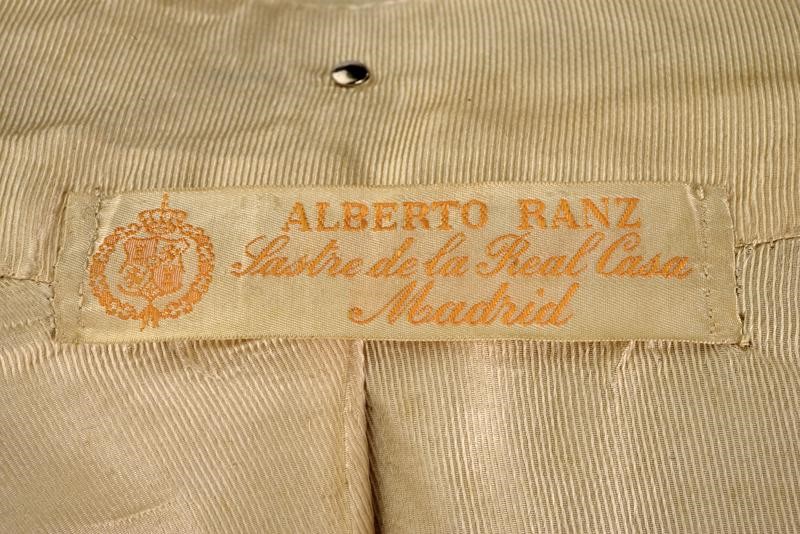 ALBERTO RANZ
Sastre de la Real Casa
Madrid